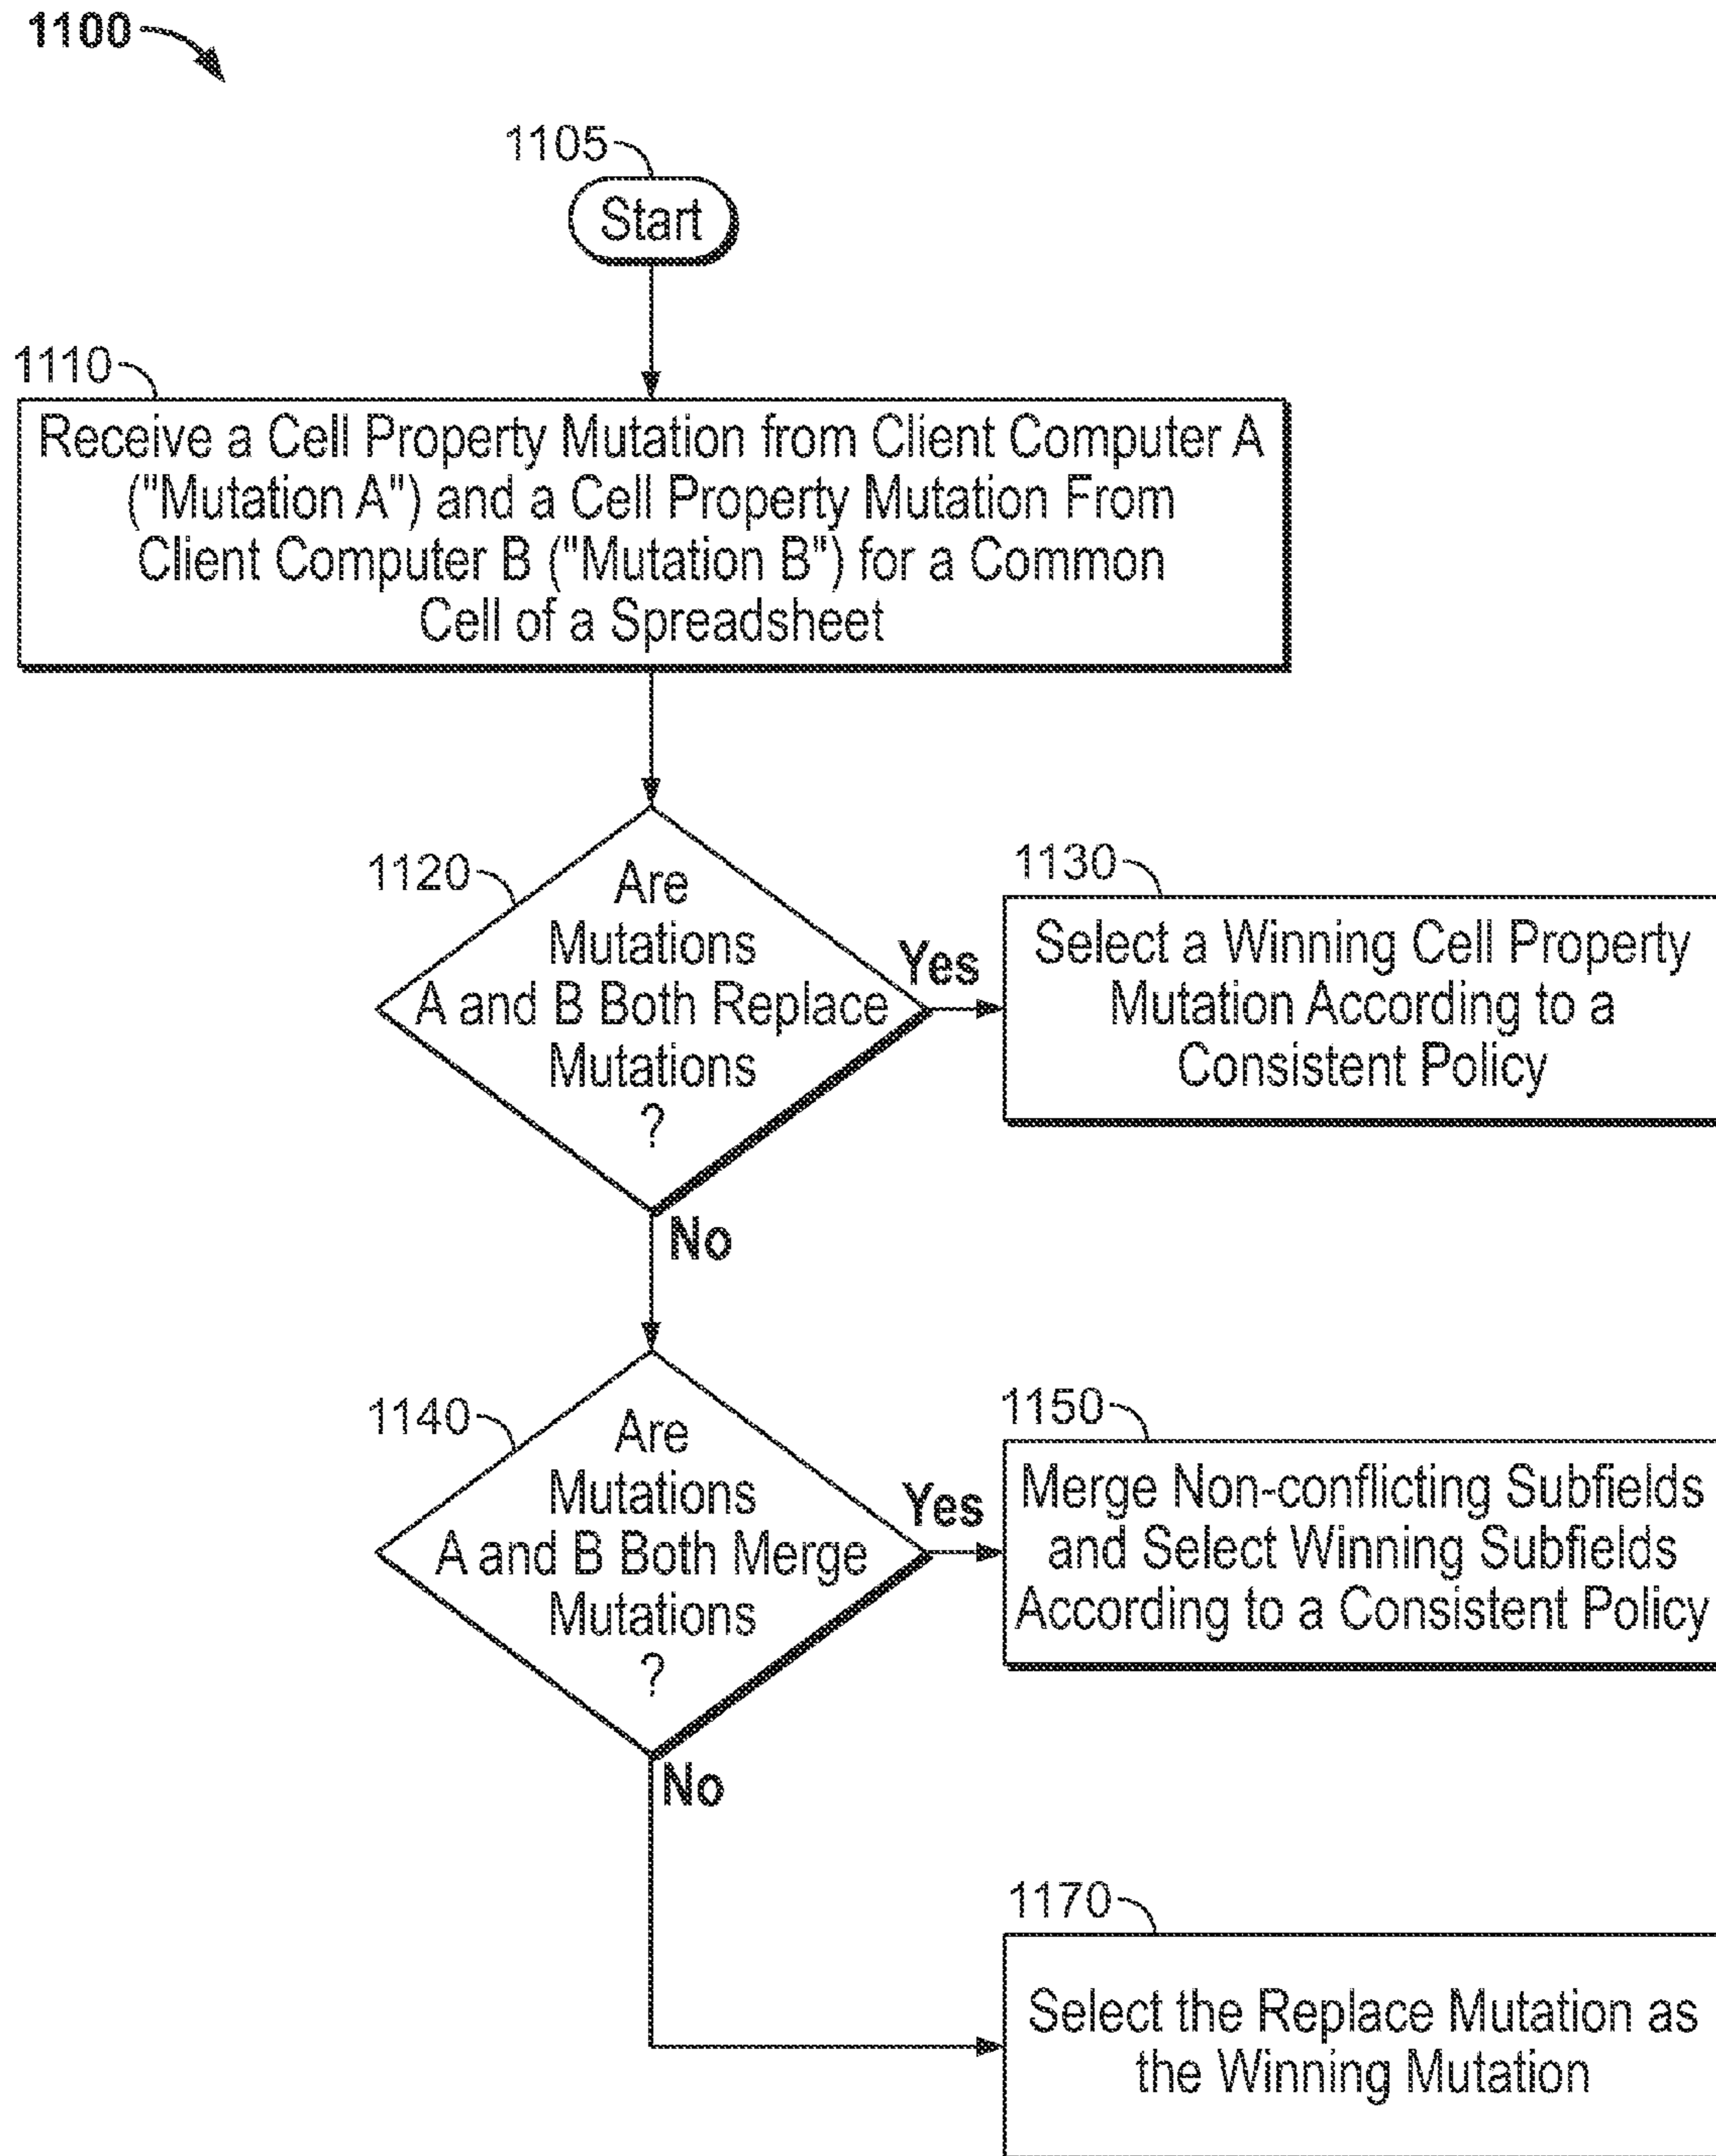 1100
1105
Start
1110
Receive a Cell Property Mutation from Client Computer A
("Mutation A") and a Cell Property Mutation From
Client Computer B ("Mutation B") for a Common
Cell of a Spreadsheet
1120
Are
Mutations
A and B Both Replace
Mutations
?
Yes
1130
Select a Winning Cell Property
Mutation According to a
Consistent Policy
No
1140
Are
Mutations
A and B Both Merge
Mutations
?
Yes
1150
Merge Non-conflicting Subfields
and Select Winning Subfields
According to a Consistent Policy
No
1170
Select the Replace Mutation as
the Winning Mutation